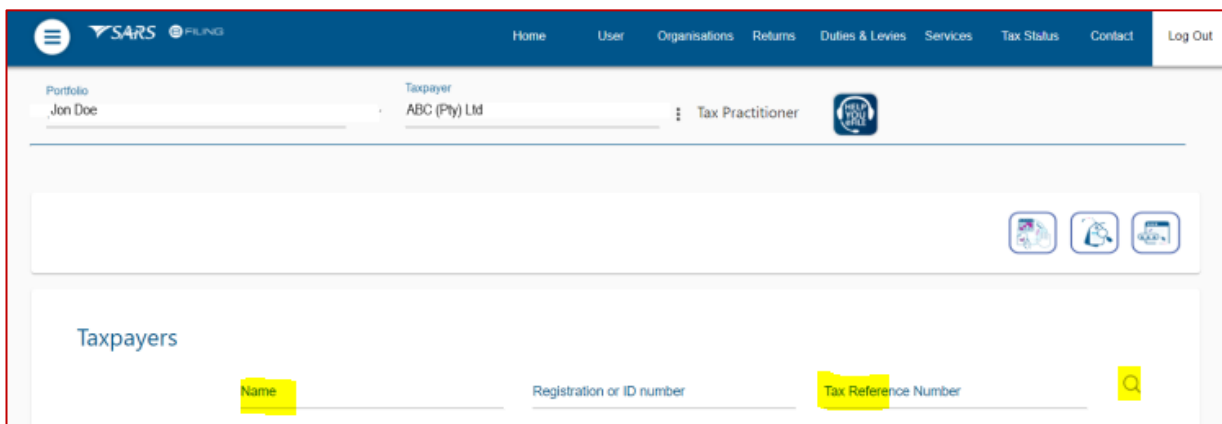 SARS eFILING
Home User Organisations Returns Duties & Levies Services Tax Status Contact Log Out
Portfolio Taxpayer
Jon Doe ABC (Pty) Ltd Tax Practitioner HELP YOU eFILE
Taxpayers
Name Registration or ID number Tax Reference Number